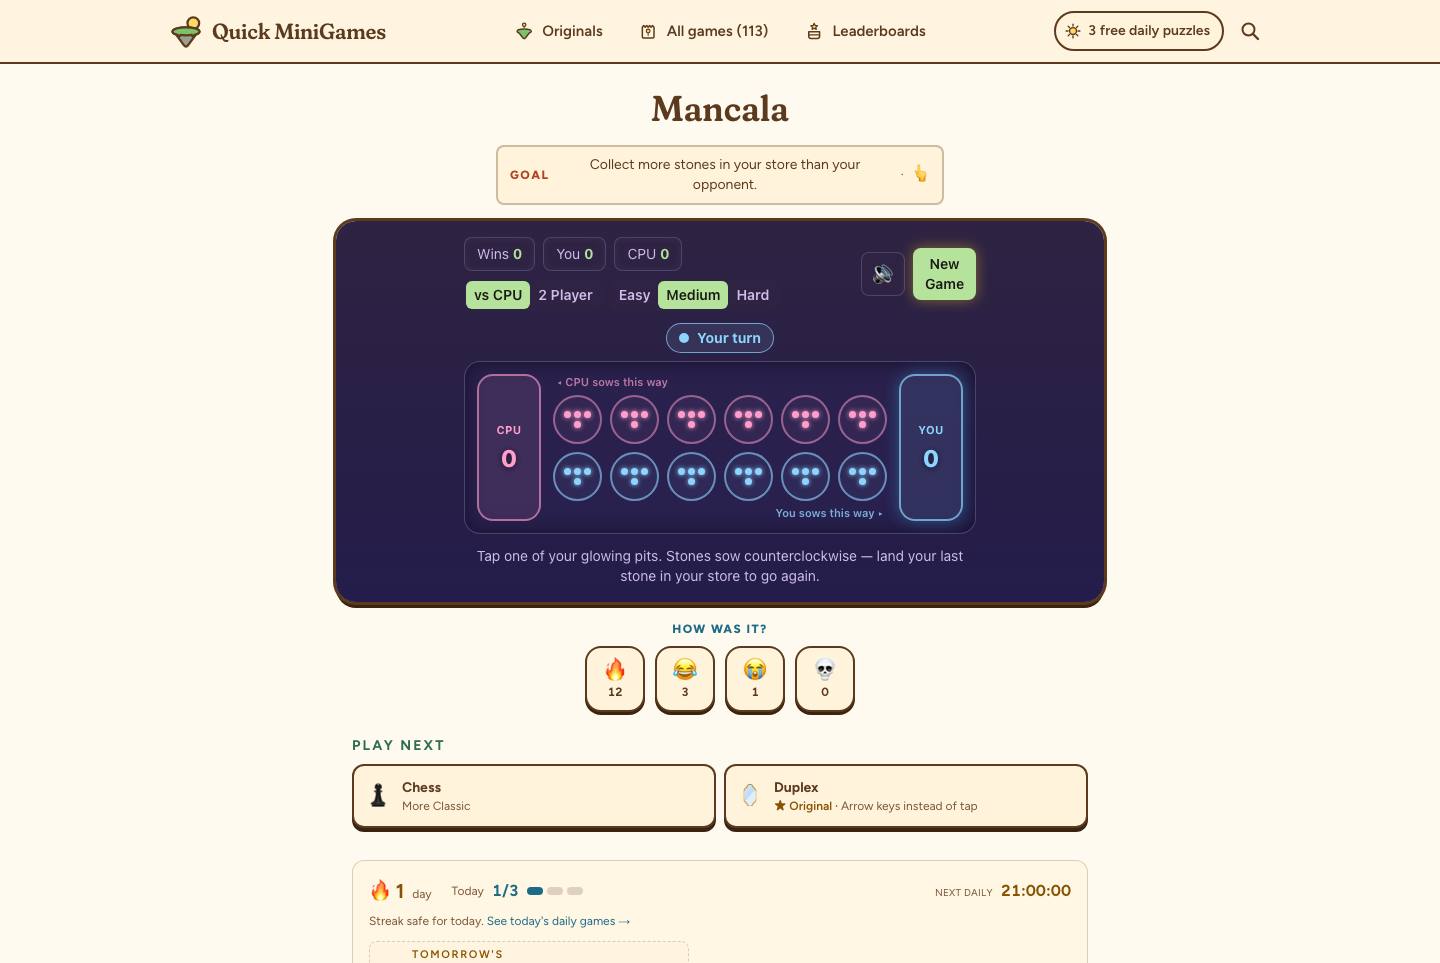 Quick MiniGames
Originals
All games (113)
Leaderboards
3 free daily puzzles
Mancala
GOAL
Collect more stones in your store than your
opponent.
·
Wins 0
You 0
CPU 0
New
Game
vs CPU
2 Player
Easy
Medium
Hard
Your turn
CPU sows this way
CPU
0
YOU
0
You sows this way
Tap one of your glowing pits. Stones sow counterclockwise — land your last
stone in your store to go again.
HOW WAS IT?
12
3
1
0
PLAY NEXT
Chess
More Classic
Duplex
Original · Arrow keys instead of tap
1 day
Today 1/3
NEXT DAILY 21:00:00
Streak safe for today. See today's daily games →
TOMORROW'S